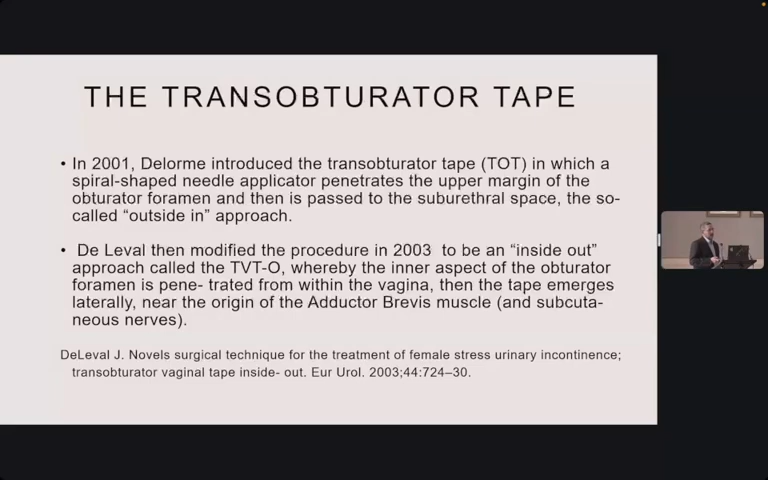 THE TRANSOBTURATOR TAPE
• In 2001, Delorme introduced the transobturator tape (TOT) in which a
spiral-shaped needle applicator penetrates the upper margin of the
obturator foramen and then is passed to the suburethral space, the so-
called “outside in” approach.
• De Leval then modified the procedure in 2003 to be an “inside out”
approach called the TVT-O, whereby the inner aspect of the obturator
foramen is pene- trated from within the vagina, then the tape emerges
laterally, near the origin of the Adductor Brevis muscle (and subcuta-
neous nerves).
DeLeval J. Novels surgical technique for the treatment of female stress urinary incontinence;
transobturator vaginal tape inside- out. Eur Urol. 2003;44:724–30.